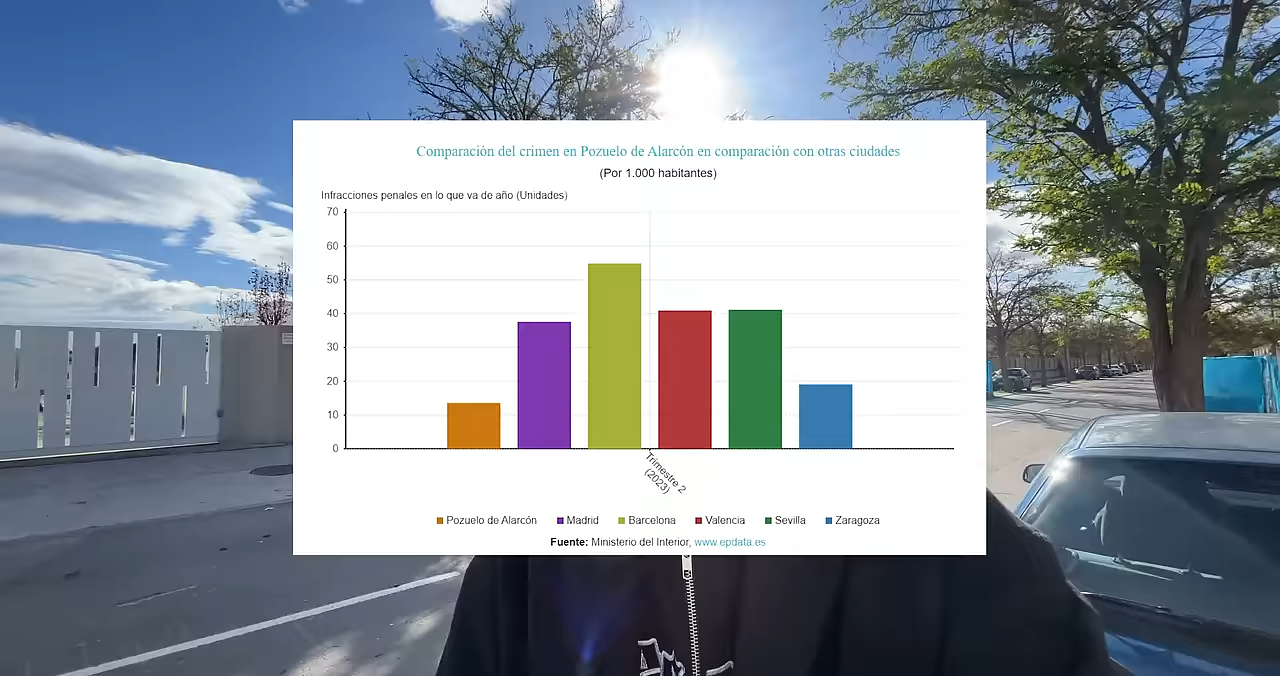 Comparación del crimen en Pozuelo de Alarcón en comparación con otras ciudades
(Por 1.000 habitantes)
Infracciones penales en lo que va de año (Unidades)
70
60
50
40
30
20
10
0
Trimestre 2
(2023)
Pozuelo de Alarcón Madrid Barcelona Valencia Sevilla Zaragoza
Fuente: Ministerio del Interior, www.epdata.es